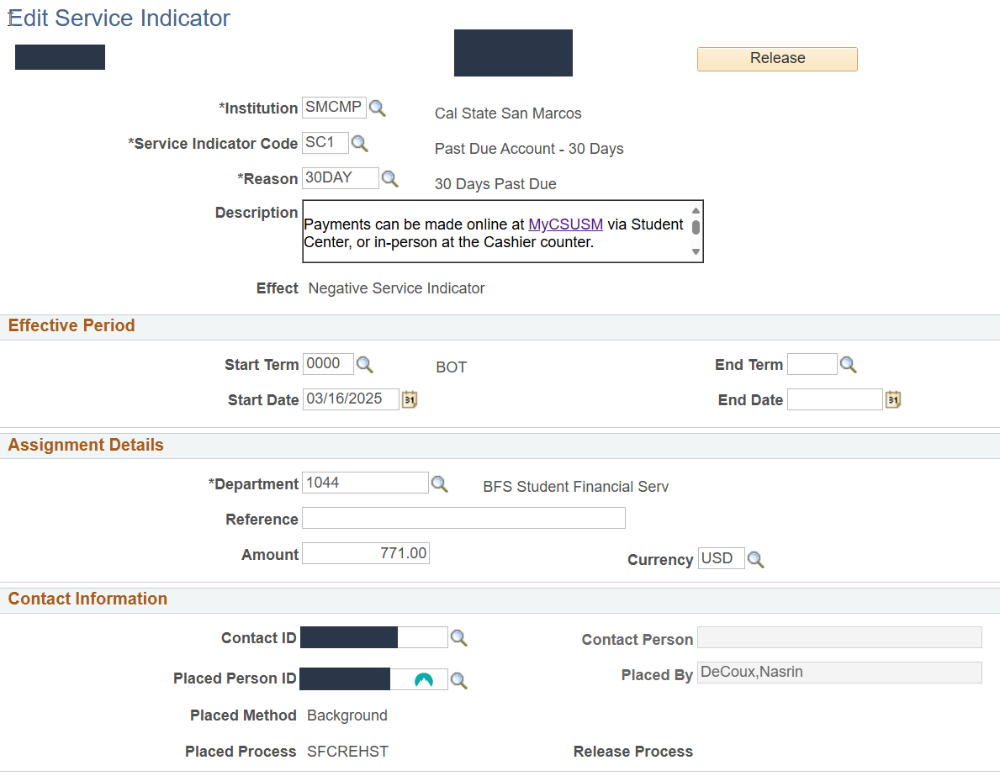 Edit Service Indicator
Release
*Institution SMCMP Cal State San Marcos
*Service Indicator Code SC1 Past Due Account - 30 Days
*Reason 30DAY 30 Days Past Due
Description
Payments can be made online at MyCSUSM via Student
Center, or in-person at the Cashier counter.
Effect Negative Service Indicator
Effective Period
Start Term 0000 BOT End Term
Start Date 03/16/2025 31 End Date 31
Assignment Details
*Department 1044 BFS Student Financial Serv
Reference
Amount 771.00 Currency USD
Contact Information
Contact ID Contact Person
Placed Person ID Placed By DeCoux,Nasrin
Placed Method Background
Placed Process SFCREHST Release Process